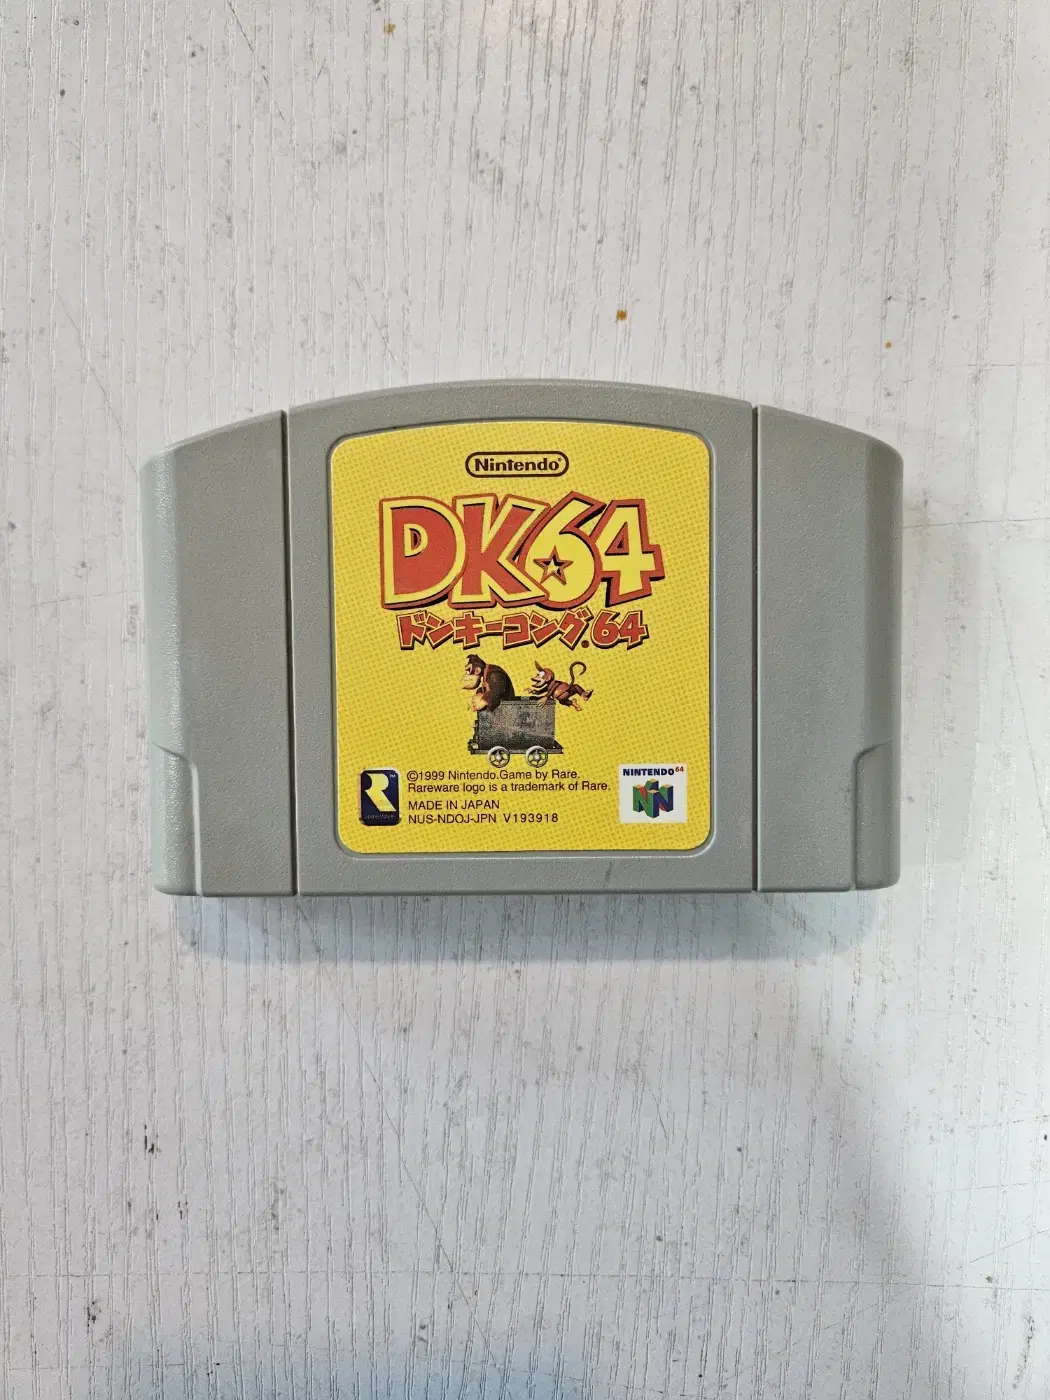 Nintendo®
DK64
ドンキーコング64
©1999 Nintendo.Game by Rare.
Rareware logo is a trademark of Rare.
MADE IN JAPAN
NUS-NDOJ-JPN V193918
R
RAREWARE
NINTENDO64
N